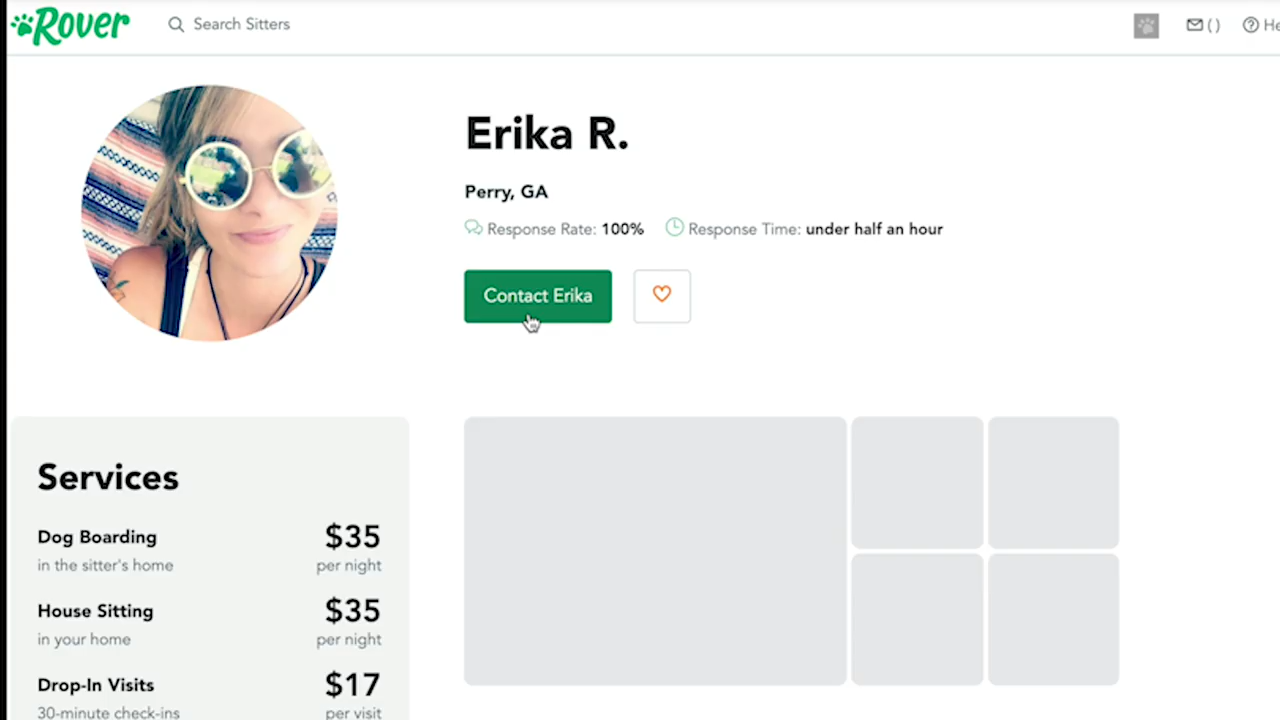 Rover
Search Sitters
( )
He
Erika R.
Perry, GA
Response Rate: 100%
Response Time: under half an hour
Contact Erika
Services
Dog Boarding
$35
in the sitter's home
per night
House Sitting
$35
in your home
per night
Drop-In Visits
$17
30-minute check-ins
per visit